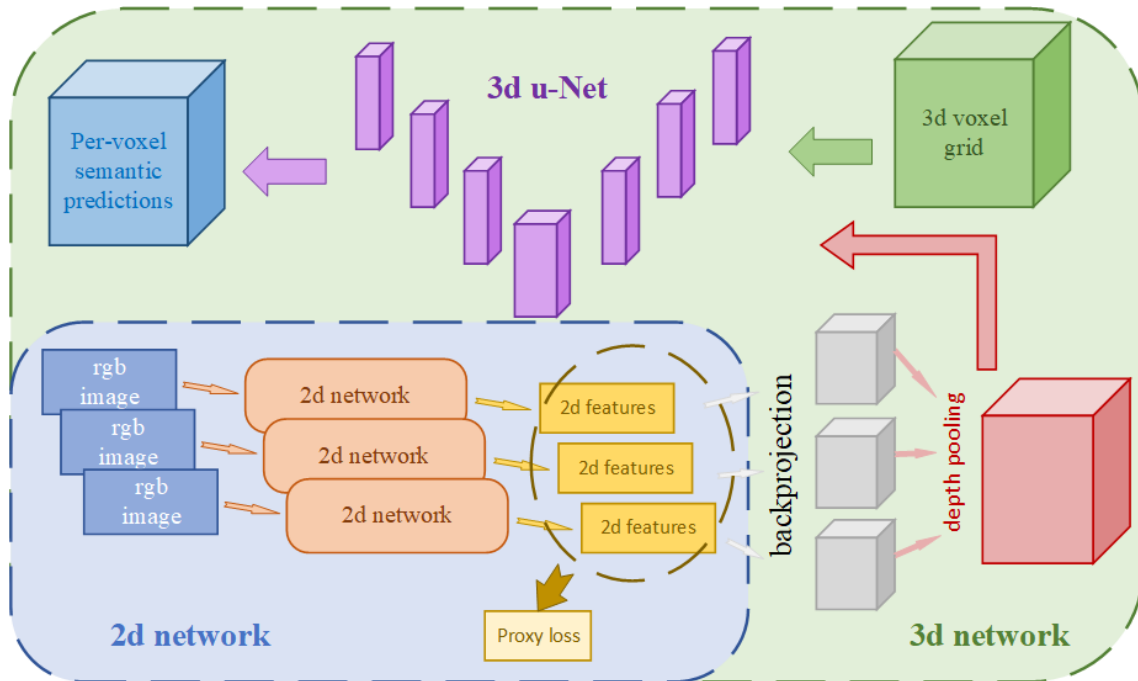 Per-voxel
semantic
predictions
3d u-Net
3d voxel
grid
rgb
image
2d network
2d features
rgb
image
2d network
2d features
rgb
image
2d network
2d features
backprojection
depth pooling
Proxy loss
2d network
3d network